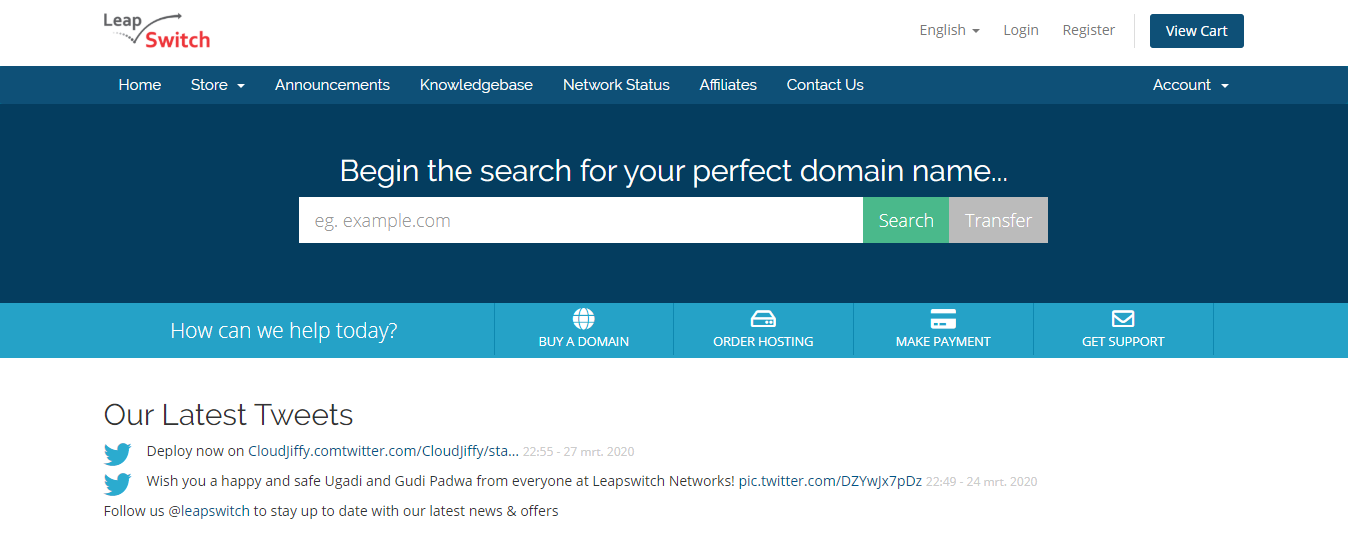 Leap
Switch
English Login Register View Cart
Home Store Announcements Knowledgebase Network Status Affiliates Contact Us Account
Begin the search for your perfect domain name...
eg. example.com Search Transfer
How can we help today? BUY A DOMAIN ORDER HOSTING MAKE PAYMENT GET SUPPORT
Our Latest Tweets
Deploy now on CloudJiffy.comtwitter.com/CloudJiffy/sta... 22:55 - 27 mrt. 2020
Wish you a happy and safe Ugadi and Gudi Padwa from everyone at Leapswitch Networks! pic.twitter.com/DZYwJx7pDz 22:49 - 24 mrt. 2020
Follow us @leapswitch to stay up to date with our latest news & offers